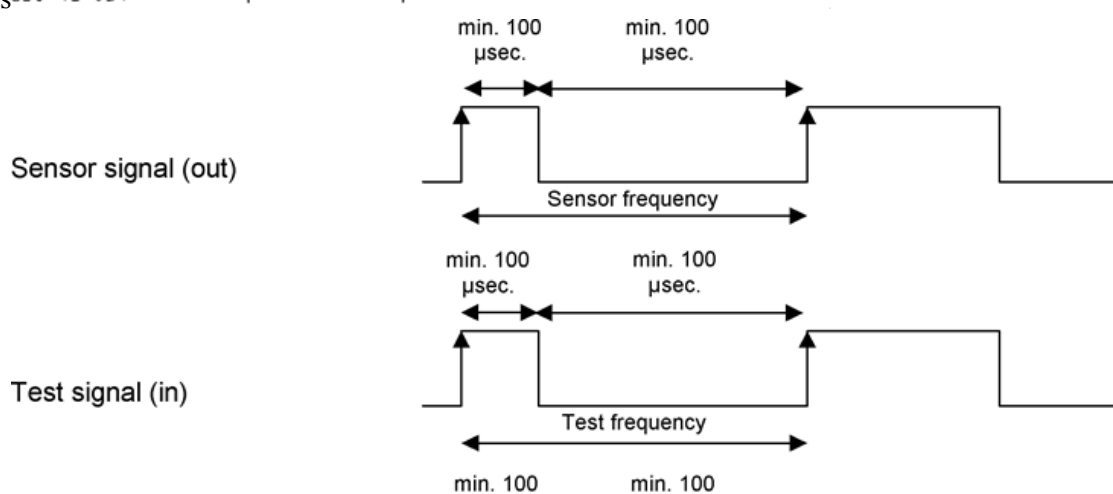 min. 100 min. 100
µsec. µsec.
Sensor signal (out)
Sensor frequency
min. 100 min. 100
µsec. µsec.
Test signal (in)
Test frequency
min. 100 min. 100